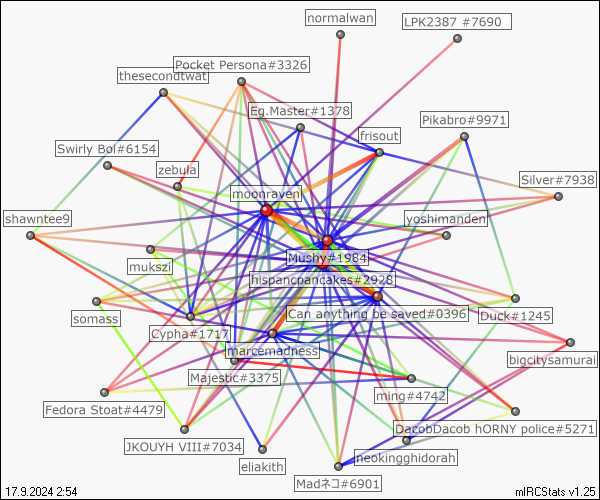 normalwan
LPK2387 #7690
Pocket Persona#3326
thesecondtwat
Eg.Master#1378
Pikabro#9971
frisout
Swirly Boi#6154
zebula
Silver#7938
moonraven
shawntee9
yoshimanden
Mushy#1984
mukszi
hispancpancakes#2928
somass
Can anything be saved#0396
Duck#1245
Cypha#1717
marcemadness
bigcitysamurai
Majestic#3375
ming#4742
Fedora Stoat#4479
DacobDacob hORNY police#5271
JKOUYH VIII#7034
neokingghidorah
eliakith
Madネコ#6901
17.9.2024 2:54
mIRCStats v1.25